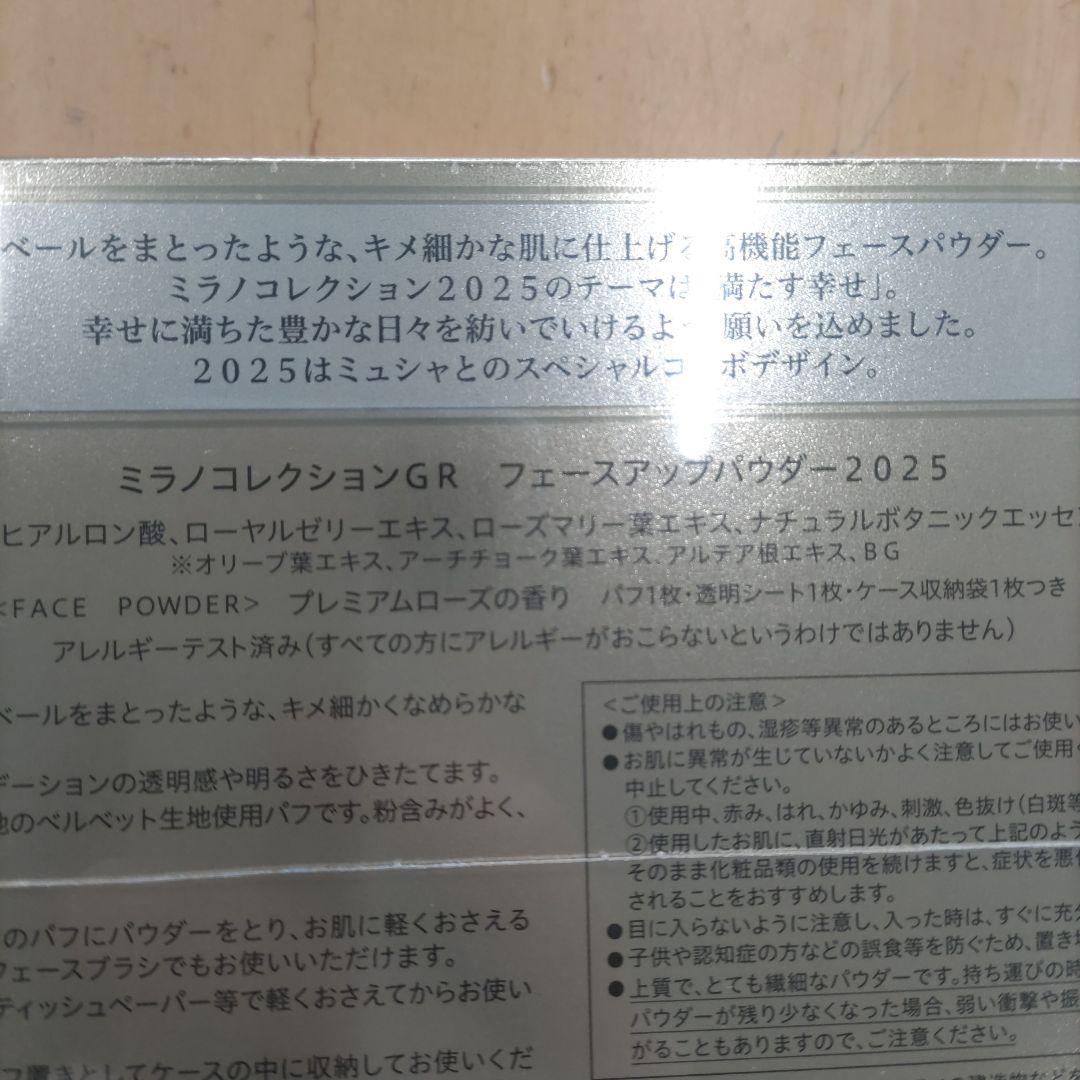 ベールをまとったような、キメ細かな肌に仕上げる高機能フェースパウダー。
ミラノコレクション2025のテーマは「満たす幸せ」。
幸せに満ちた豊かな日々を紡いでいけるよ 願いを込めました。
2025はミュシャとのスペシャルコ ボデザイン。
ミラノコレクションGR フェースアップパウダー2025
ヒアルロン酸、ローヤルゼリーエキス、ローズマリー葉エキス、ナチュラルボタニックエッセ
※オリーブ葉エキス、アーチチョーク葉エキス、アルテア根エキス、BG
<FACE POWDER> プレミアムローズの香り パフ1枚・透明シート1枚・ケース収納袋1枚つき
アレルギーテスト済み(すべての方にアレルギーがおこらないというわけではありません)
ベールをまとったような、キメ細かくなめらかな
デーションの透明感や明るさをひきたてます。
他のベルベット生地使用パフです。粉含みがよく、
のパフにパウダーをとり、お肌に軽くおさえる
フェースブラシでもお使いいただけます。
ティッシュペーパー等で軽くおさえてからお使い
フ置きとしてケースの中に収納してお使いくだ
<ご使用上の注意>
●傷やはれもの、湿疹等異常のあるところにはお使い
●お肌に異常が生じていないかよく注意してご使用く
中止してください。
①使用中、赤み、はれ、かゆみ、刺激、色抜け(白斑等
②使用したお肌に、直射日光があたって上記のよう
そのまま化粧品類の使用を続けますと、症状を悪化
されることをおすすめします。
●目に入らないように注意し、入った時は、すぐに充分
●子供や認知症の方などの誤食等を防ぐため、置き場
●上質で、とても繊細なパウダーです。持ち運びの時
パウダーが残り少なくなった場合、弱い衝撃や振
がることもありますので、ご注意ください。